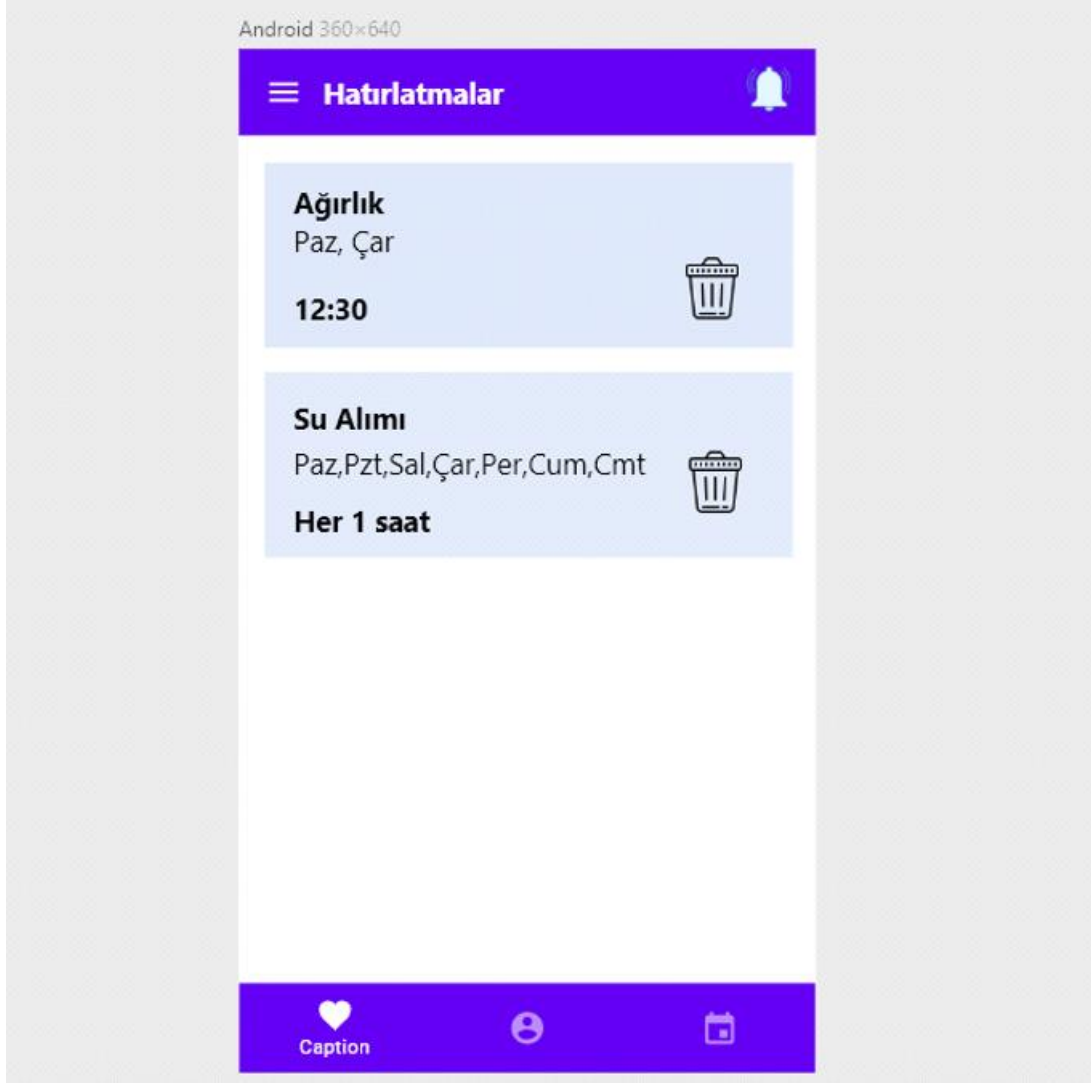 Android 360×640
Hatırlatmalar
Ağırlık
Paz, Çar
12:30
Su Alımı
Paz,Pzt,Sal,Çar,Per,Cum,Cmt
Her 1 saat
Caption